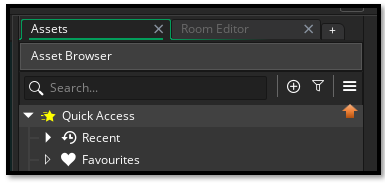 Assets Room Editor
Asset Browser
Search...
Quick Access
Recent
Favourites